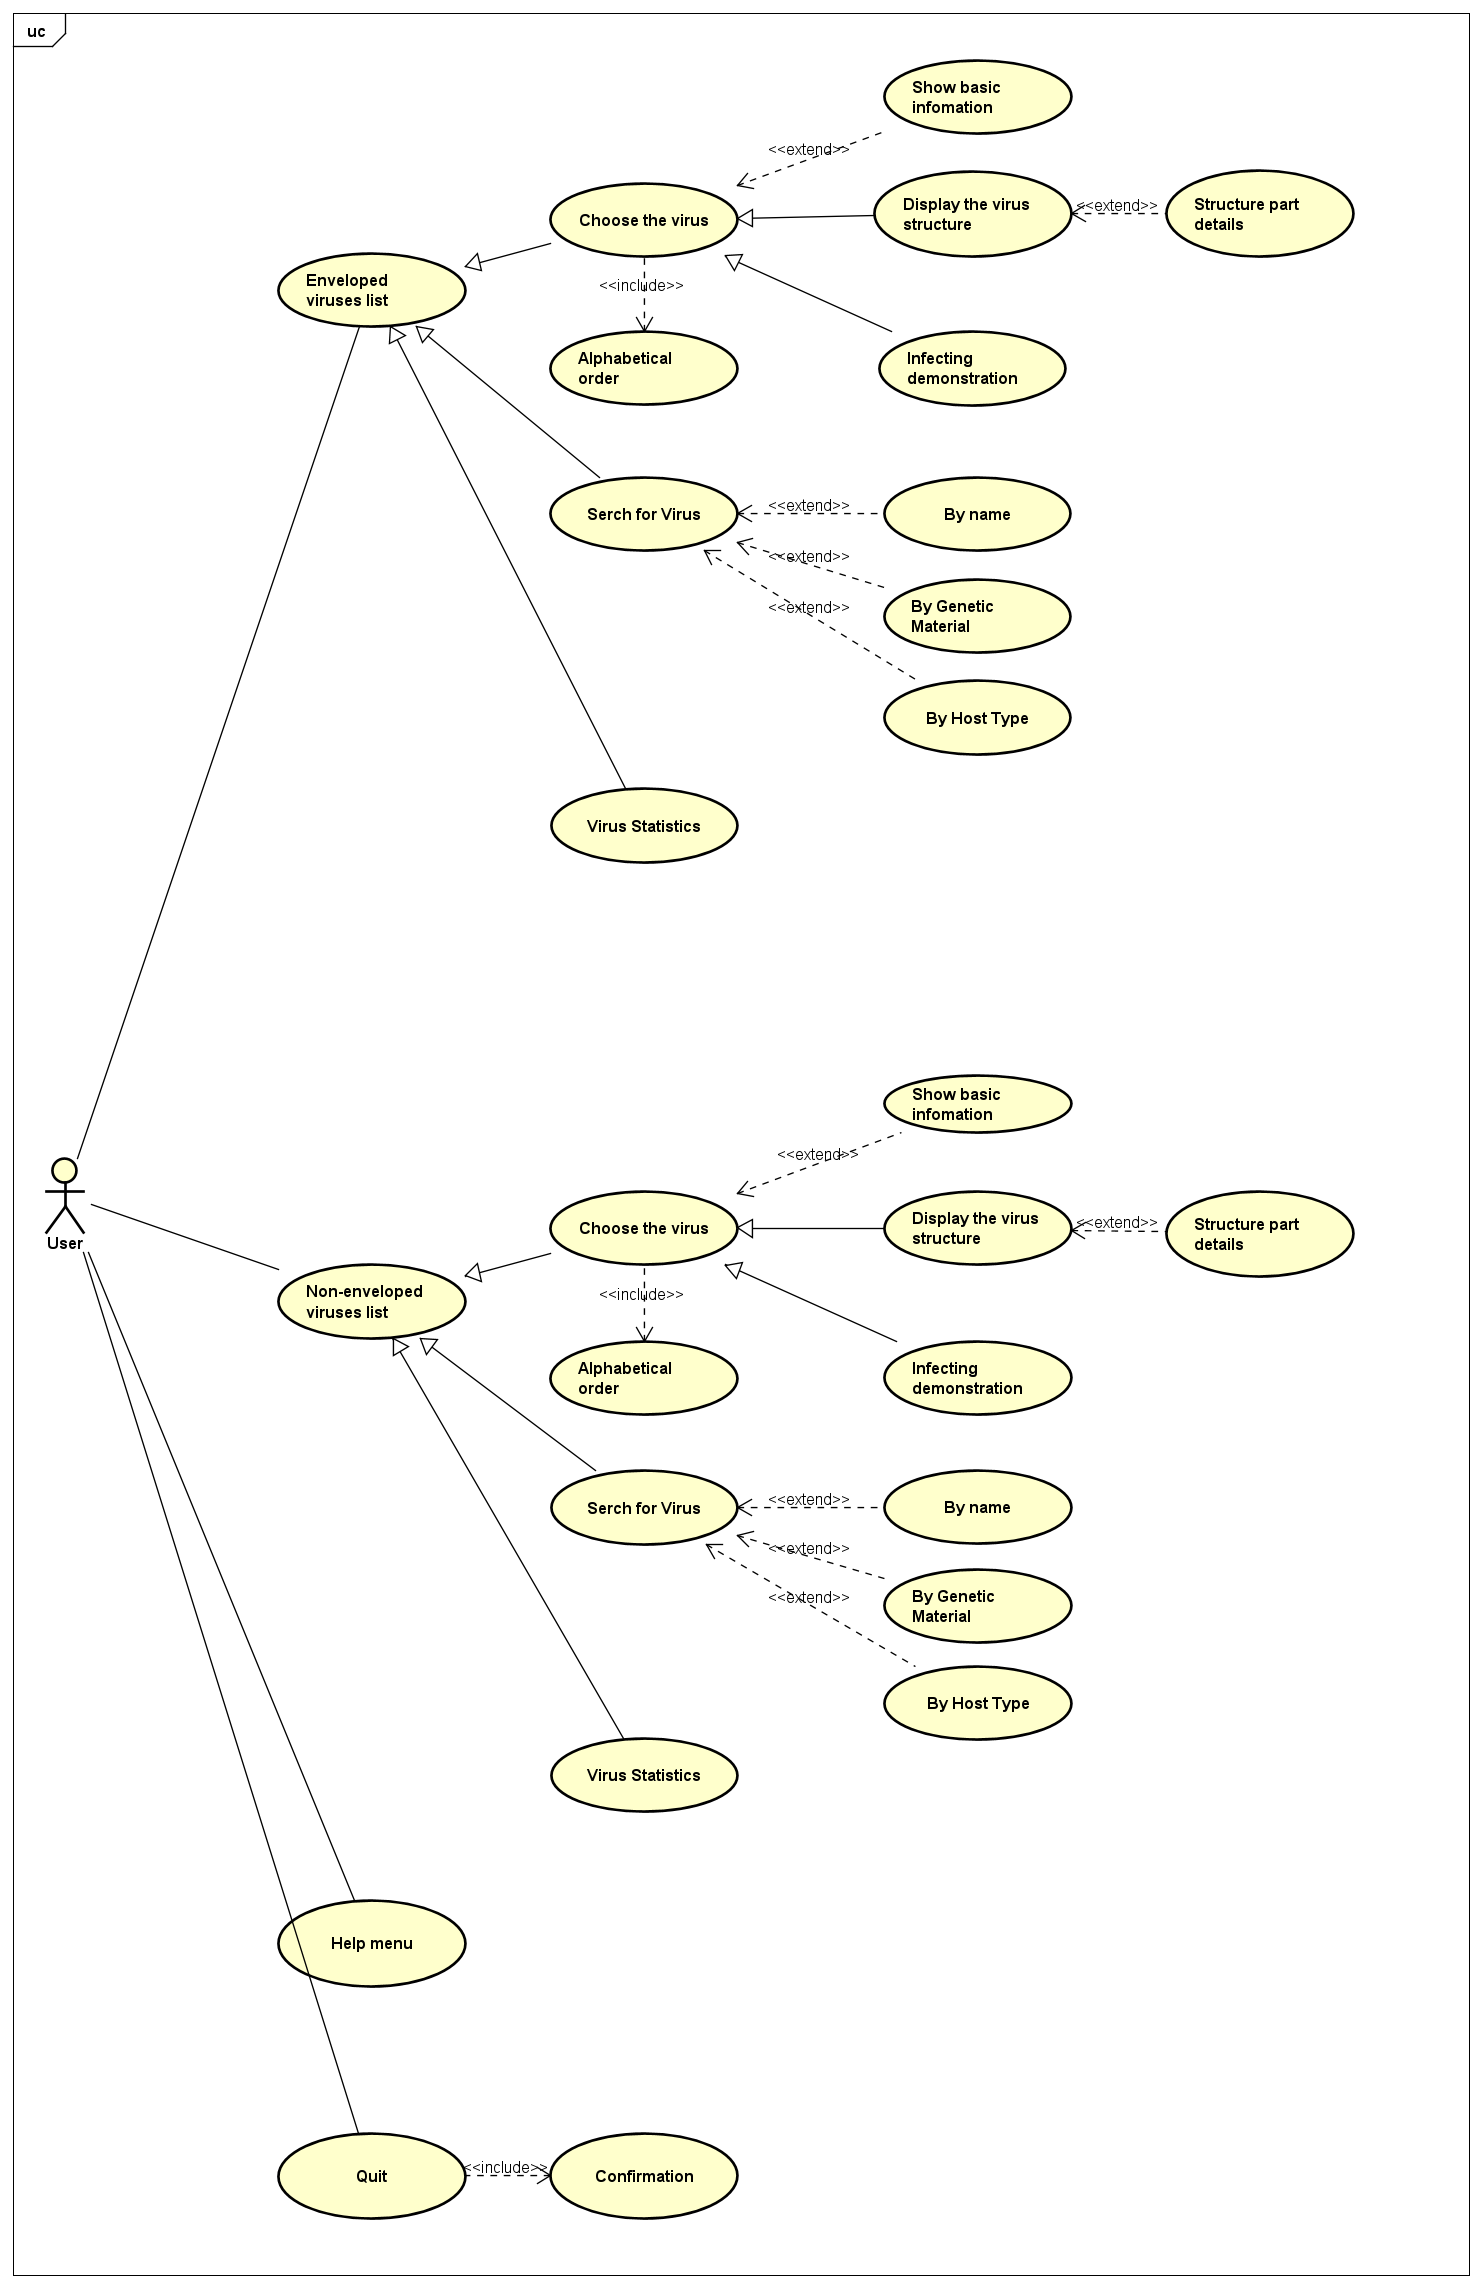 uc
Show basic
infomation
<<extend>>
Choose the virus
Display the virus
structure
<<extend>>
Structure part
details
Enveloped
viruses list
<<include>>
Alphabetical
order
Infecting
demonstration
Serch for Virus
<<extend>>
By name
<<extend>>
By Genetic
Material
<<extend>>
By Host Type
Virus Statistics
Show basic
infomation
<<extend>>
User
Choose the virus
Display the virus
structure
<<extend>>
Structure part
details
Non-enveloped
viruses list
<<include>>
Alphabetical
order
Infecting
demonstration
Serch for Virus
<<extend>>
By name
<<extend>>
By Genetic
Material
<<extend>>
By Host Type
Virus Statistics
Help menu
Quit
<<include>>
Confirmation